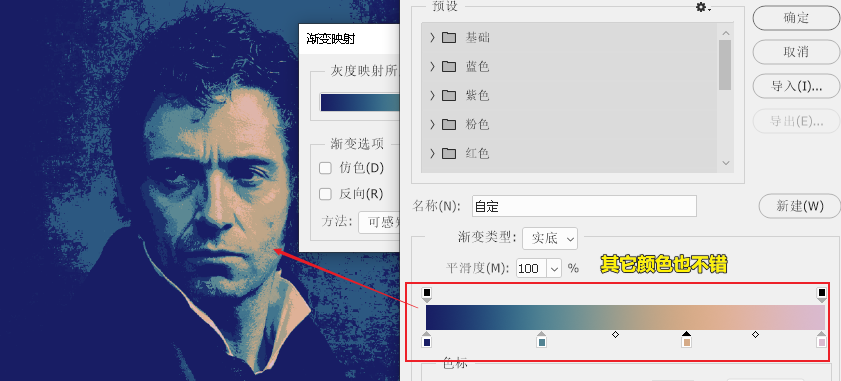 渐变映射
灰度映射所
渐变选项
仿色(D)
反向(R)
方法:
预设
基础
蓝色
紫色
粉色
红色
确定
取消
导入(I)...
导出(E)...
名称(N): 自定
新建(W)
渐变类型: 实底
平滑度(M): 100 %
其它颜色也不错
色标